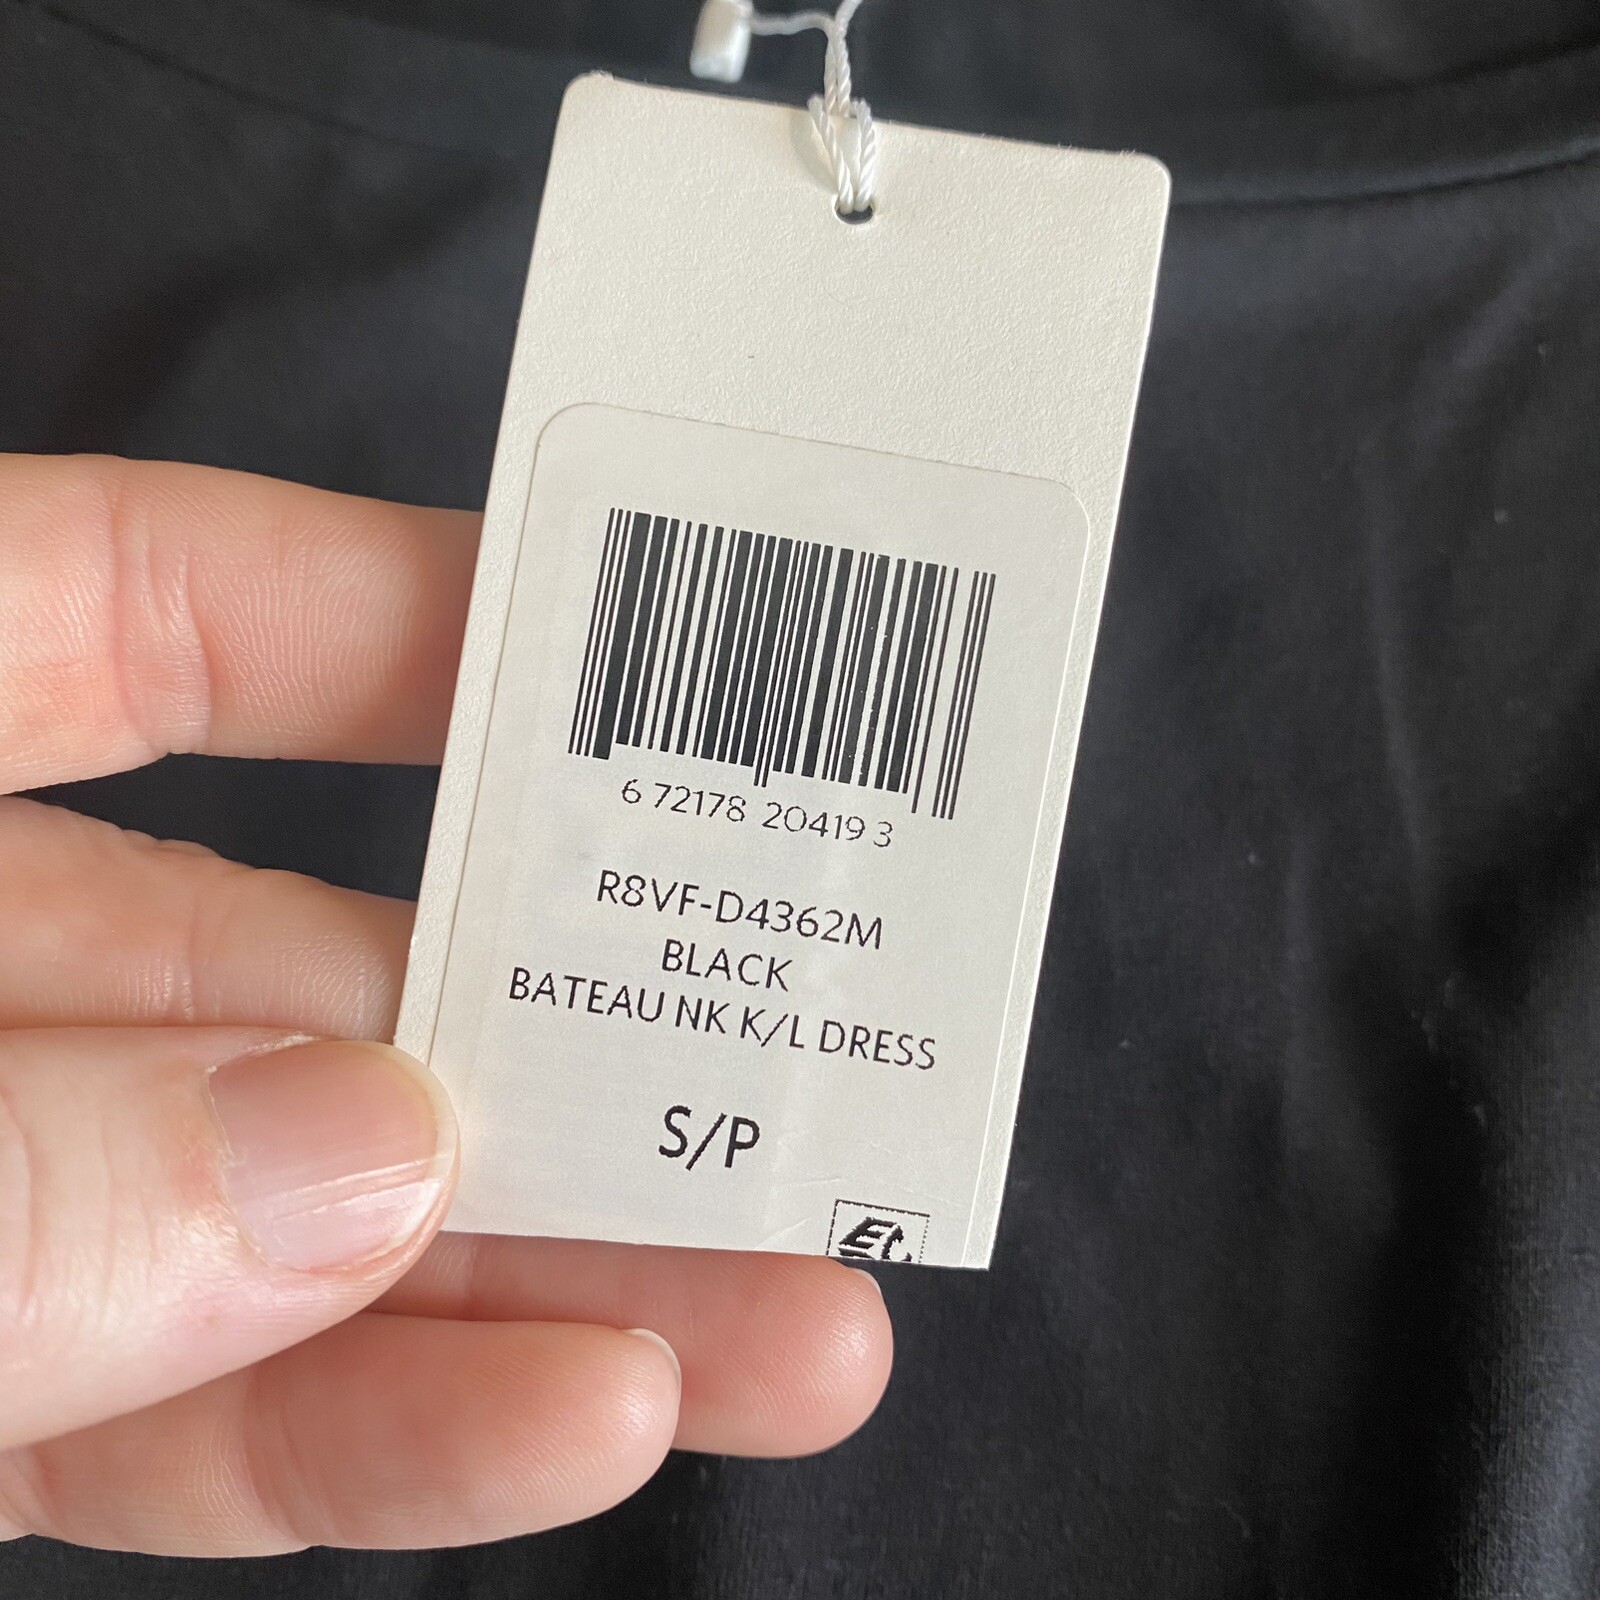 6 72178 20419 3
R8VF-D4362M
BLACK
BATEAU NK K/L DRESS
S/P